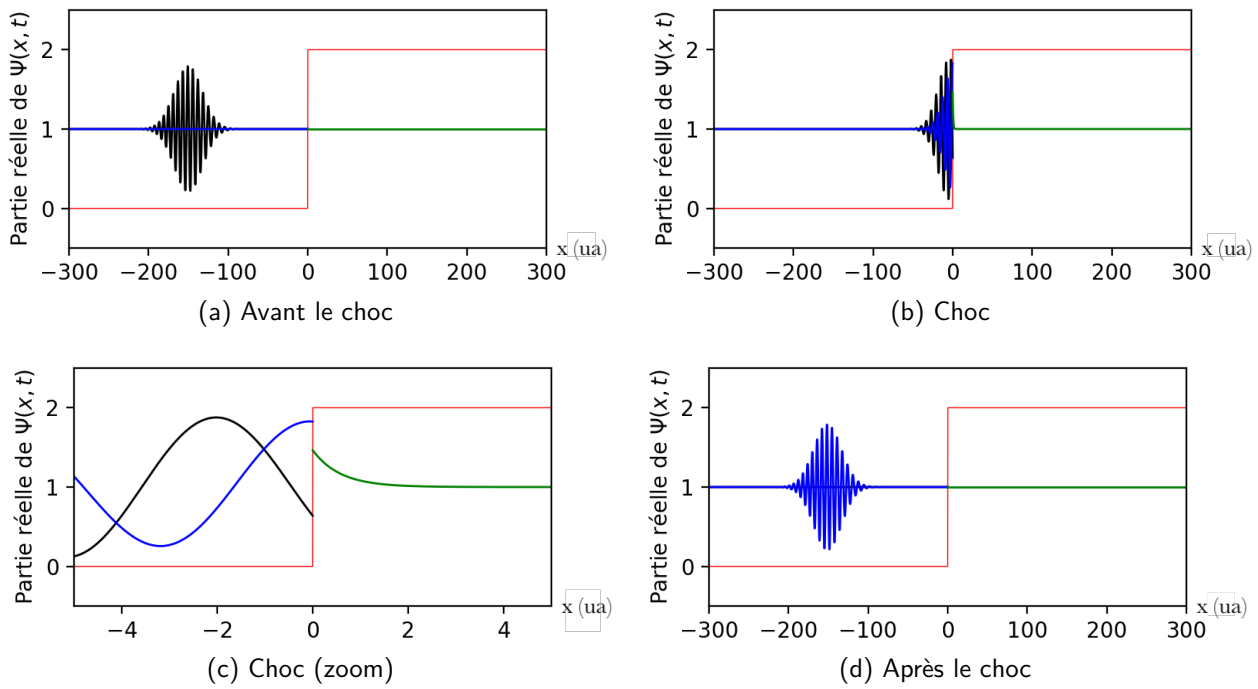 Partie réelle de Ψ(x, t)
2
1
0
−300 −200 −100 0 100 200 300
x (ua)
(a) Avant le choc
Partie réelle de Ψ(x, t)
2
1
0
−300 −200 −100 0 100 200 300
x (ua)
(b) Choc
Partie réelle de Ψ(x, t)
2
1
0
−4 −2 0 2 4
x (ua)
(c) Choc (zoom)
Partie réelle de Ψ(x, t)
2
1
0
−300 −200 −100 0 100 200 300
x (ua)
(d) Après le choc